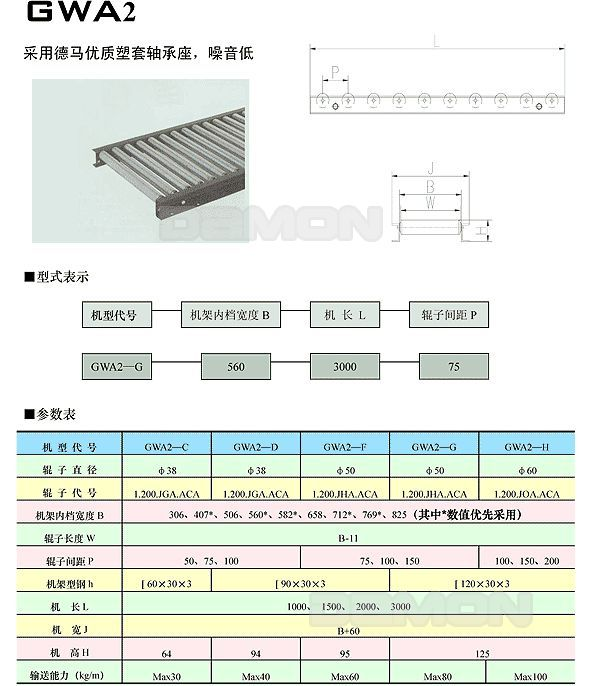 GWA2
采用德马优质塑套轴承座，噪音低
L
P
J
B
W
H
DAMON
■型式表示
机型代号 机架内档宽度 B 机 长 L 辊子间距 P
GWA2—G 560 3000 75
■参数表
机 型 代 号 GWA2—C GWA2—D GWA2—F GWA2—G GWA2—H
辊 子 直 径 φ38 φ38 φ50 φ50 φ60
辊 子 代 号 1.200.JGA.ACA 1.200.JGA.ACA 1.200.JHA.ACA 1.200.JHA.ACA 1.200.JOA.ACA
机架内档宽度 B 306、407*、506、560*、582*、658、712*、769*、825（其中*数值优先采用）
辊子长度 W B-11
辊子间距 P 50、75、100 75、100、150 100、150、200
机架型钢 h [ 60×30×3 [ 90×30×3 [ 120×30×3
机 长 L 1000、 1500、 2000、 3000
DAMON
机 宽 J B+60
机 高 H 64 94 95 125
输送能力（kg/m） Max30 Max40 Max60 Max80 Max100